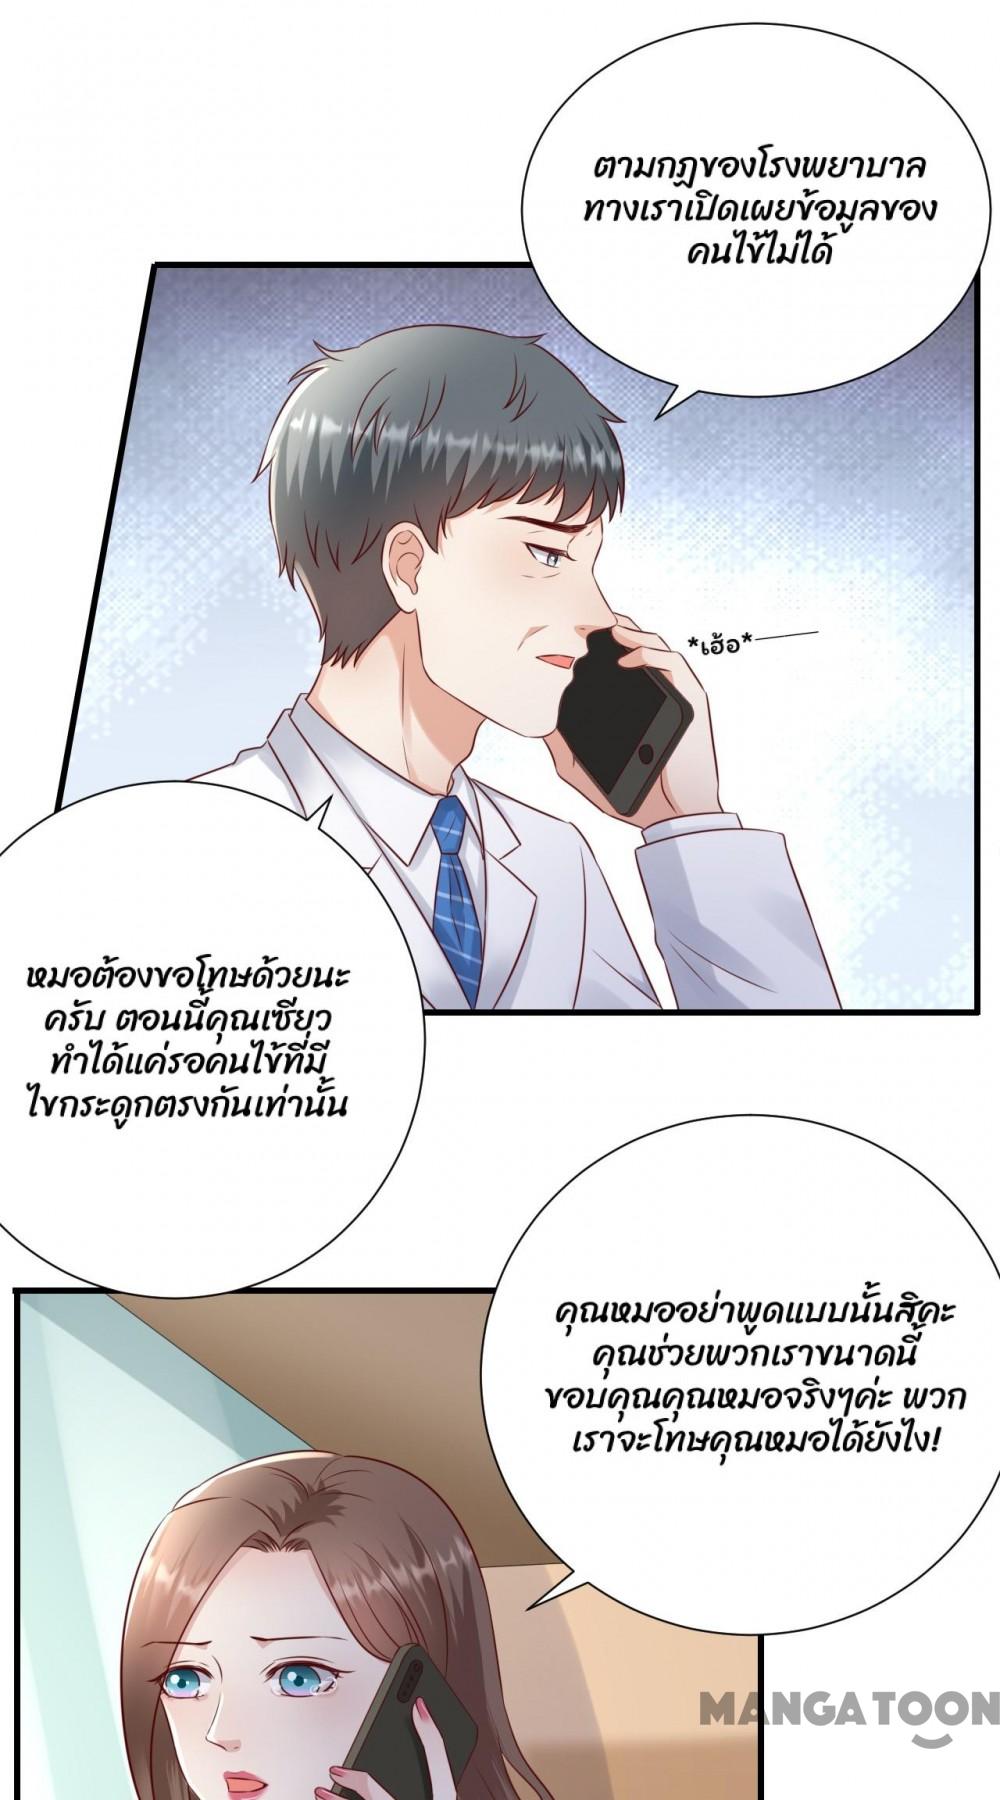 ตามกฏของโรงพยาบาล
ทางเราเปิดเผยข้อมูลของ
คนไข้ไม่ได้
*เฮ้อ*
หมอต้องขอโทษด้วยนะ
ครับ ตอนนี้คุณเซียว
ทำได้แค่รอคนไข้ที่มี
ไขกระดูกตรงกันเท่านั้น
คุณหมออย่าพูดแบบนั้นสิคะ
คุณช่วยพวกเราขนาดนี้
ขอบคุณคุณหมอจริงๆค่ะ พวก
เราจะโทษคุณหมอได้ยังไง!
MANGATOON